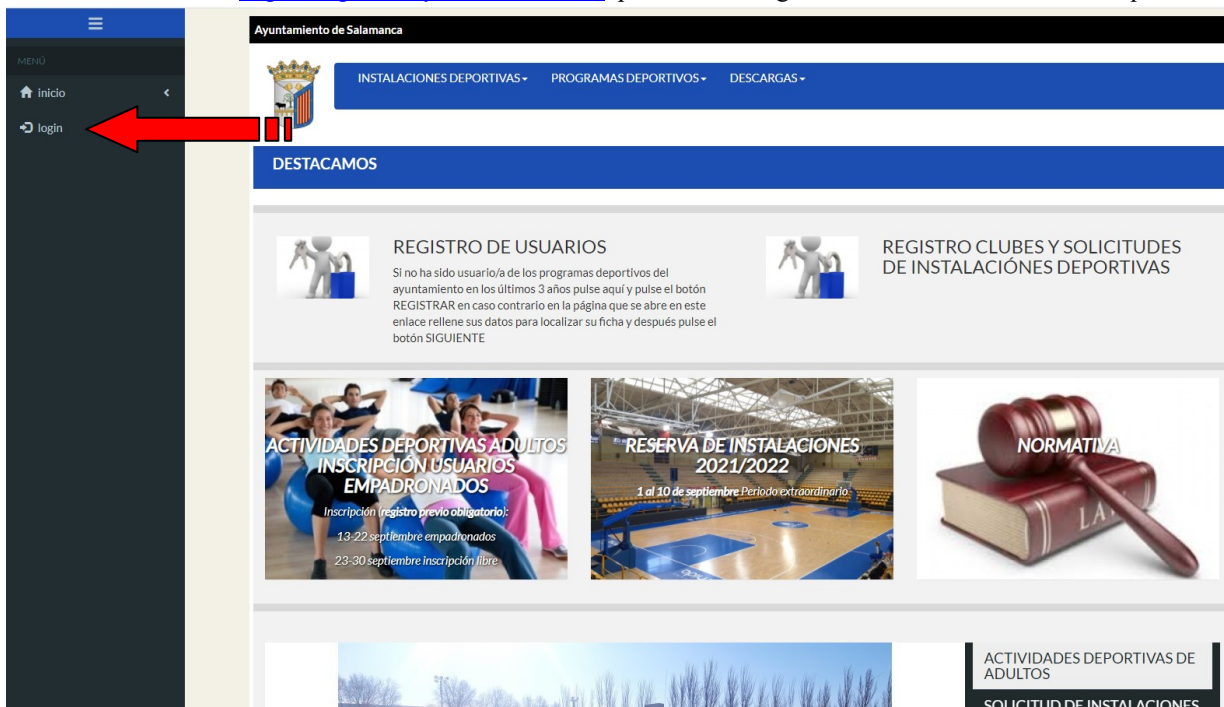 Ayuntamiento de Salamanca
MENÚ
inicio
login
INSTALACIONES DEPORTIVAS PROGRAMAS DEPORTIVOS DESCARGAS
DESTACAMOS
REGISTRO DE USUARIOS
Si no ha sido usuario/a de los programas deportivos del
ayuntamiento en los últimos 3 años pulse aquí y pulse el botón
REGISTRAR en caso contrario en la página que se abre en este
enlace rellene sus datos para localizar su ficha y después pulse el
botón SIGUIENTE
REGISTRO CLUBES Y SOLICITUDES
DE INSTALACIÓNES DEPORTIVAS
ACTIVIDADES DEPORTIVAS ADULTOS
INSCRIPCIÓN USUARIOS
EMPADRONADOS
Inscripción (registro previo obligatorio):
13-22 septiembre empadronados
23-30 septiembre inscripción libre
RESERVA DE INSTALACIONES
2021/2022
1 al 10 de septiembre Periodo extraordinario
NORMATIVA
LAW
ACTIVIDADES DEPORTIVAS DE
ADULTOS
SOLICITUD DE INSTALACIONES